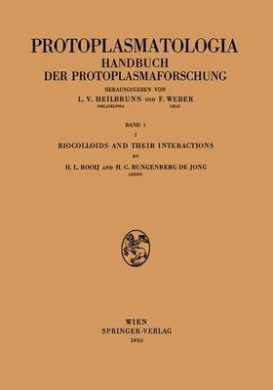 PROTOPLASMATOLOGIA
HANDBUCH
DER PROTOPLASMAFORSCHUNG
HERAUSGEGEBEN VON
L. V. HEILBRUNN UND F. WEBER
PHILADELPHIA GRAZ
BAND I
1
BIOCOLLOIDS AND THEIR INTERACTIONS
BY
H. L. BOOIJ AND H. G. BUNGENBERG DE JONG
LEIDEN
WIEN
SPRINGER-VERLAG
1956